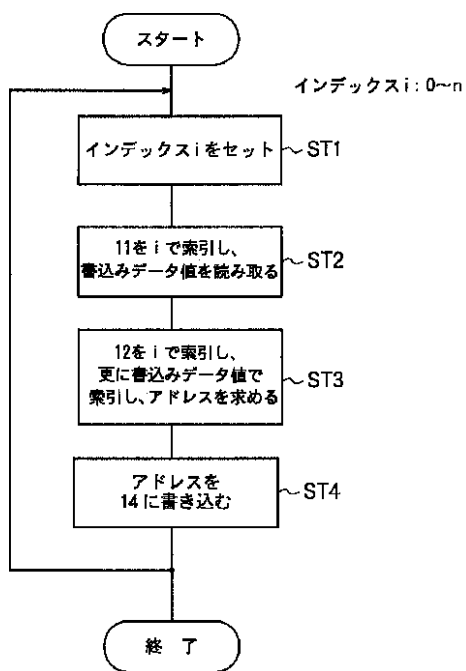 スタート
インデックスi:0~n
インデックスiをセット
ST1
11をiで索引し、
書込みデータ値を読み取る
ST2
12をiで索引し、
更に書込みデータ値で
索引し、アドレスを求める
ST3
アドレスを
14に書き込む
ST4
終 了